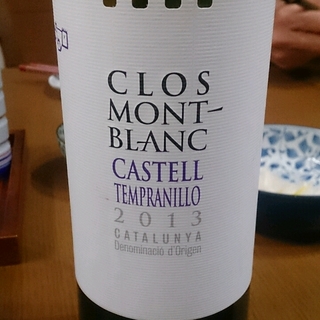 CLOS
MONT-
BLANC
CASTELL
TEMPRANILLO
2013
CATALUNYA
Denominació d'Origen